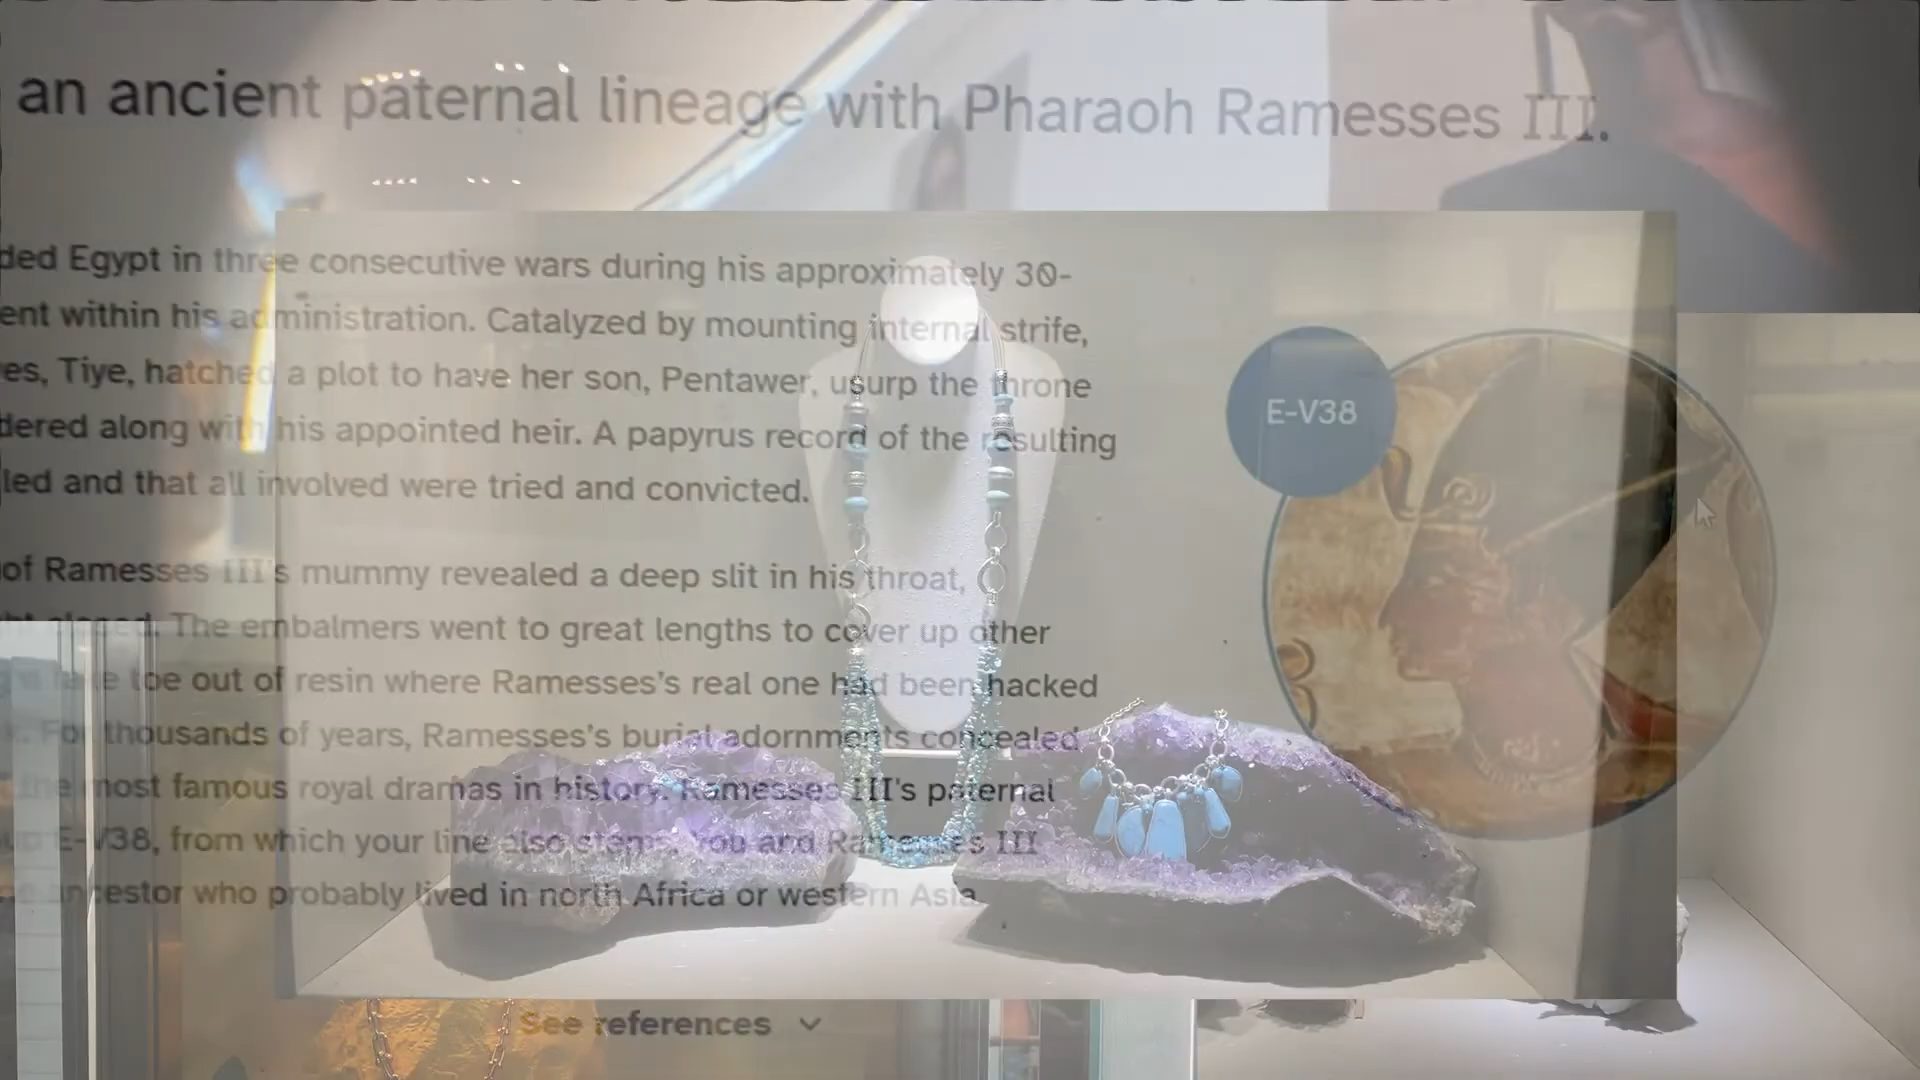 an ancient paternal lineage with Pharaoh Ramesses III.
ded Egypt in three consecutive wars during his approximately 30-
ent within his administration. Catalyzed by mounting internal strife,
es, Tiye, hatched a plot to have her son, Pentawer, usurp the throne
dered along with his appointed heir. A papyrus record of the resulting
led and that all involved were tried and convicted.
E-V38
of Ramesses III's mummy revealed a deep slit in his throat,
The embalmers went to great lengths to cover up other
toe out of resin where Ramesses's real one had been hacked
For thousands of years, Ramesses's burial adornments concealed
the most famous royal dramas in history. Ramesses III's paternal
E-V38, from which your line also stems. You and Ramesses III
ancestor who probably lived in north Africa or western Asia.
See references